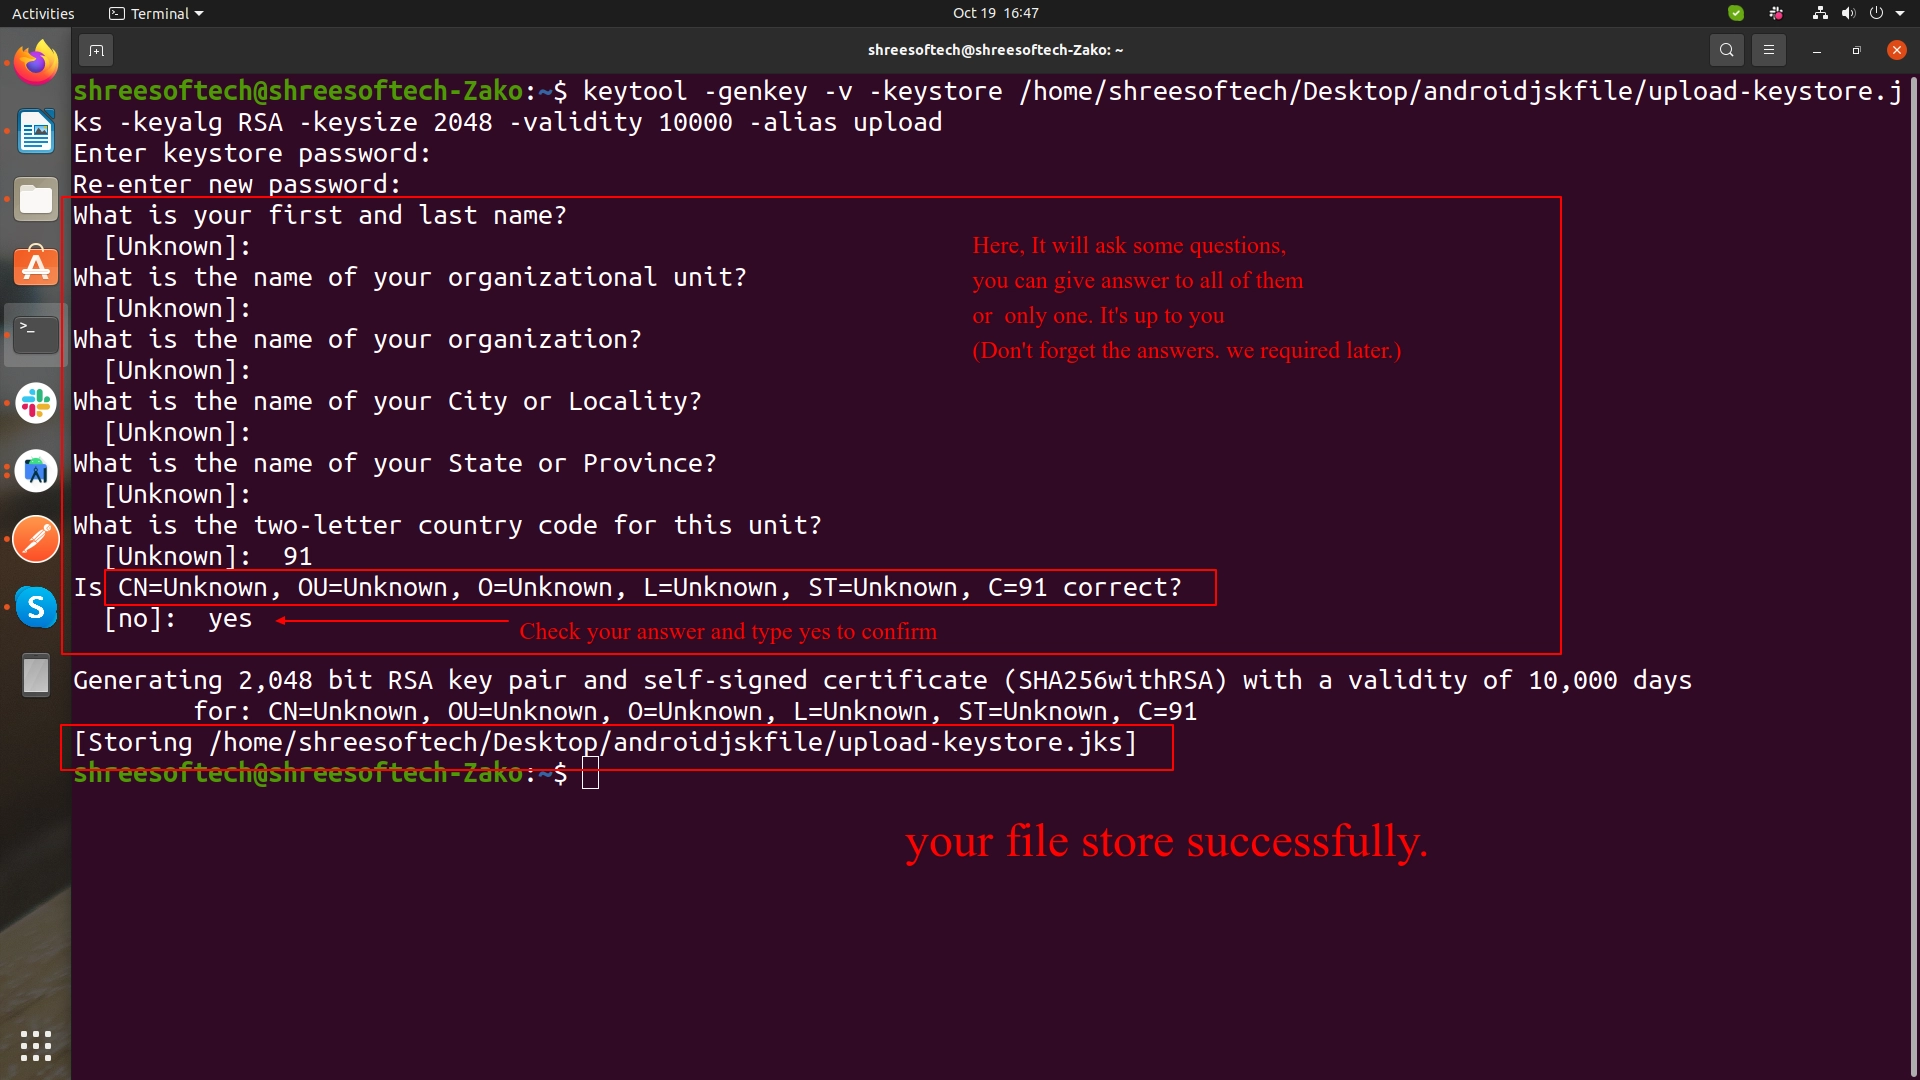 Activities Terminal Oct 19 16:47
shreesoftech@shreesoftech-Zako: ~
shreesoftech@shreesoftech-Zako:~$ keytool -genkey -v -keystore /home/shreesoftech/Desktop/androidjskfile/upload-keystore.j
ks -keyalg RSA -keysize 2048 -validity 10000 -alias upload
Enter keystore password:
Re-enter new password:
What is your first and last name?
[Unknown]:
What is the name of your organizational unit?
[Unknown]:
What is the name of your organization?
[Unknown]:
What is the name of your City or Locality?
[Unknown]:
What is the name of your State or Province?
[Unknown]:
What is the two-letter country code for this unit?
[Unknown]:  91
Is CN=Unknown, OU=Unknown, O=Unknown, L=Unknown, ST=Unknown, C=91 correct?
[no]:  yes
Here, It will ask some questions,
you can give answer to all of them
or  only one. It's up to you
(Don't forget the answers. we required later.)
Check your answer and type yes to confirm
Generating 2,048 bit RSA key pair and self-signed certificate (SHA256withRSA) with a validity of 10,000 days
for: CN=Unknown, OU=Unknown, O=Unknown, L=Unknown, ST=Unknown, C=91
[Storing /home/shreesoftech/Desktop/androidjskfile/upload-keystore.jks]
shreesoftech@shreesoftech-Zako:~$
your file store successfully.